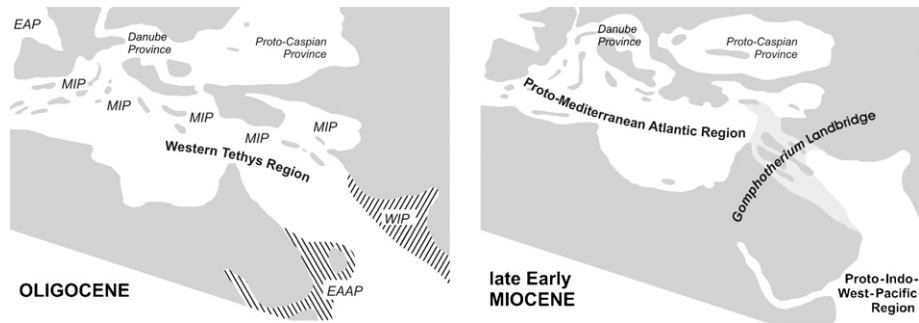 EAP
Danube
Province
Proto-Caspian
Province
MIP
MIP
MIP
MIP
MIP
Western Tethys Region
WIP
EAAP
OLIGOCENE
Danube
Province
Proto-Caspian
Province
Proto-Mediterranean Atlantic Region
Gomphotherium Landbridge
late Early
MIOCENE
Proto-Indo-
West-Pacific
Region